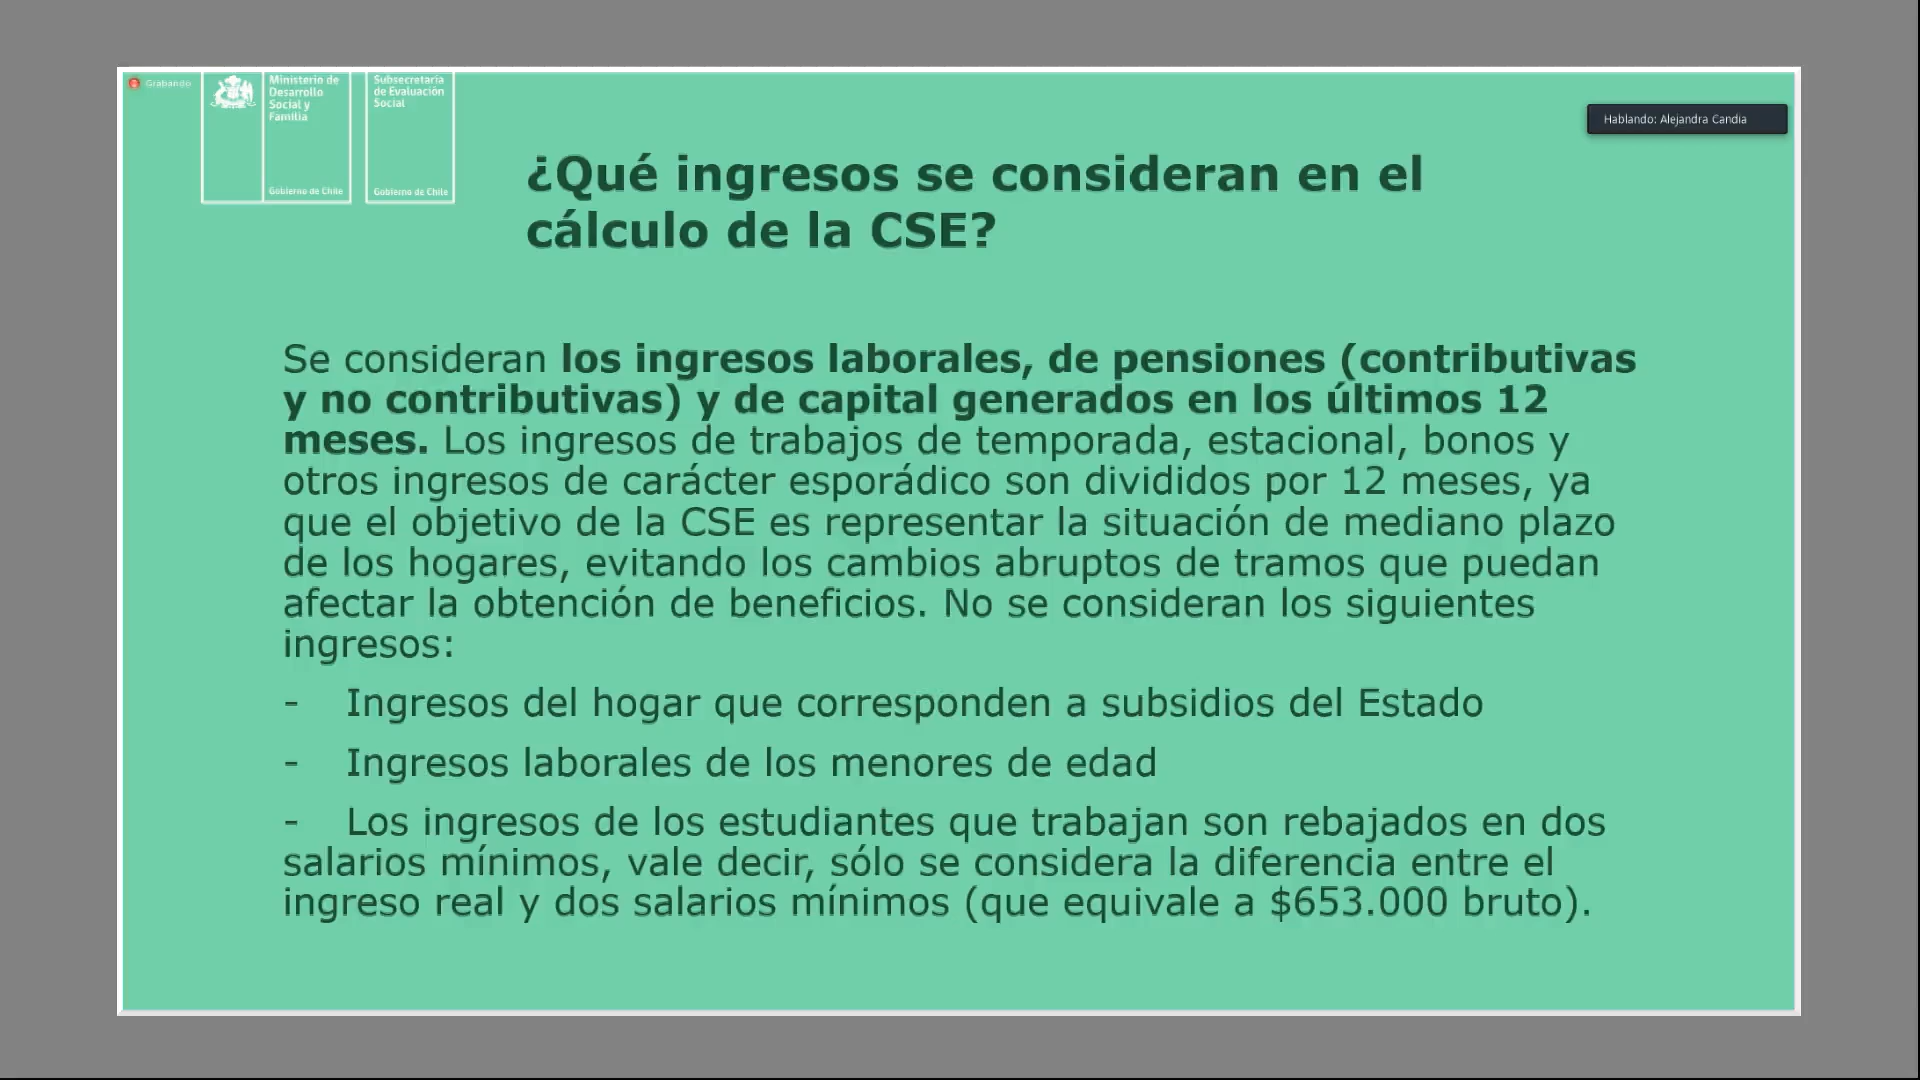 Grabando
Ministerio de
Desarrollo
Social y
Familia
Gobierno de Chile
Subsecretaría
de Evaluación
Social
Gobierno de Chile
Hablando: Alejandra Candia
¿Qué ingresos se consideran en el
cálculo de la CSE?
Se consideran los ingresos laborales, de pensiones (contributivas
y no contributivas) y de capital generados en los últimos 12
meses. Los ingresos de trabajos de temporada, estacional, bonos y
otros ingresos de carácter esporádico son divididos por 12 meses, ya
que el objetivo de la CSE es representar la situación de mediano plazo
de los hogares, evitando los cambios abruptos de tramos que puedan
afectar la obtención de beneficios. No se consideran los siguientes
ingresos:
- Ingresos del hogar que corresponden a subsidios del Estado
- Ingresos laborales de los menores de edad
- Los ingresos de los estudiantes que trabajan son rebajados en dos
salarios mínimos, vale decir, sólo se considera la diferencia entre el
ingreso real y dos salarios mínimos (que equivale a $653.000 bruto).